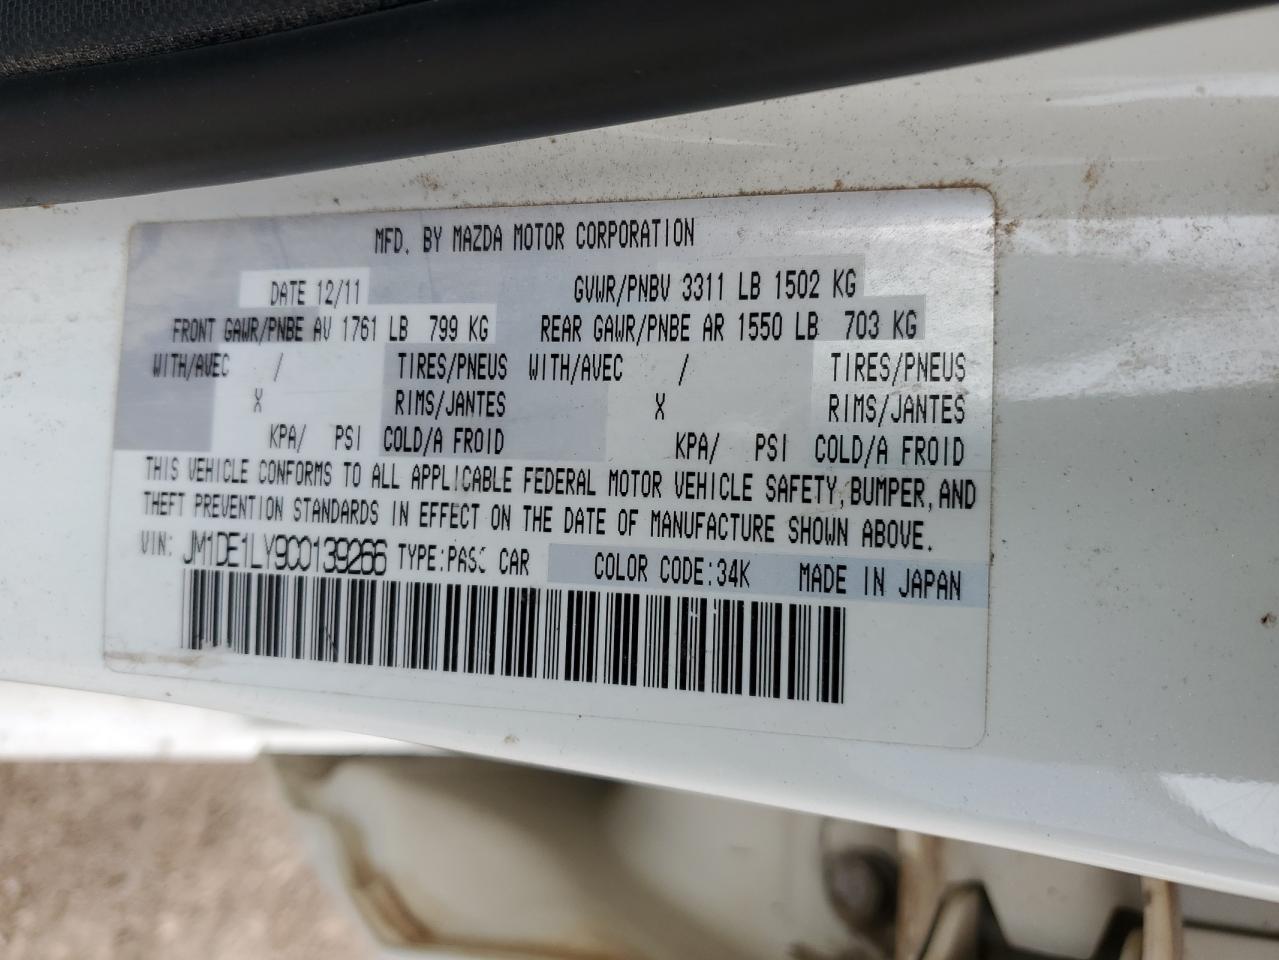 MFD. BY MAZDA MOTOR CORPORATION
DATE 12/11 GVWR/PNBV 3311 LB 1502 KG
FRONT GAWR/PNBE AV 1761 LB 799 KG REAR GAWR/PNBE AR 1550 LB 703 KG
WITH/AVEC / TIRES/PNEUS WITH/AVEC / TIRES/PNEUS
X RIMS/JANTES X RIMS/JANTES
KPA/ PSI COLD/A FROID KPA/ PSI COLD/A FROID
THIS VEHICLE CONFORMS TO ALL APPLICABLE FEDERAL MOTOR VEHICLE SAFETY, BUMPER, AND
THEFT PREVENTION STANDARDS IN EFFECT ON THE DATE OF MANUFACTURE SHOWN ABOVE.
VIN: JM1DE1LY9C0139266 TYPE:PASS CAR COLOR CODE:34K MADE IN JAPAN